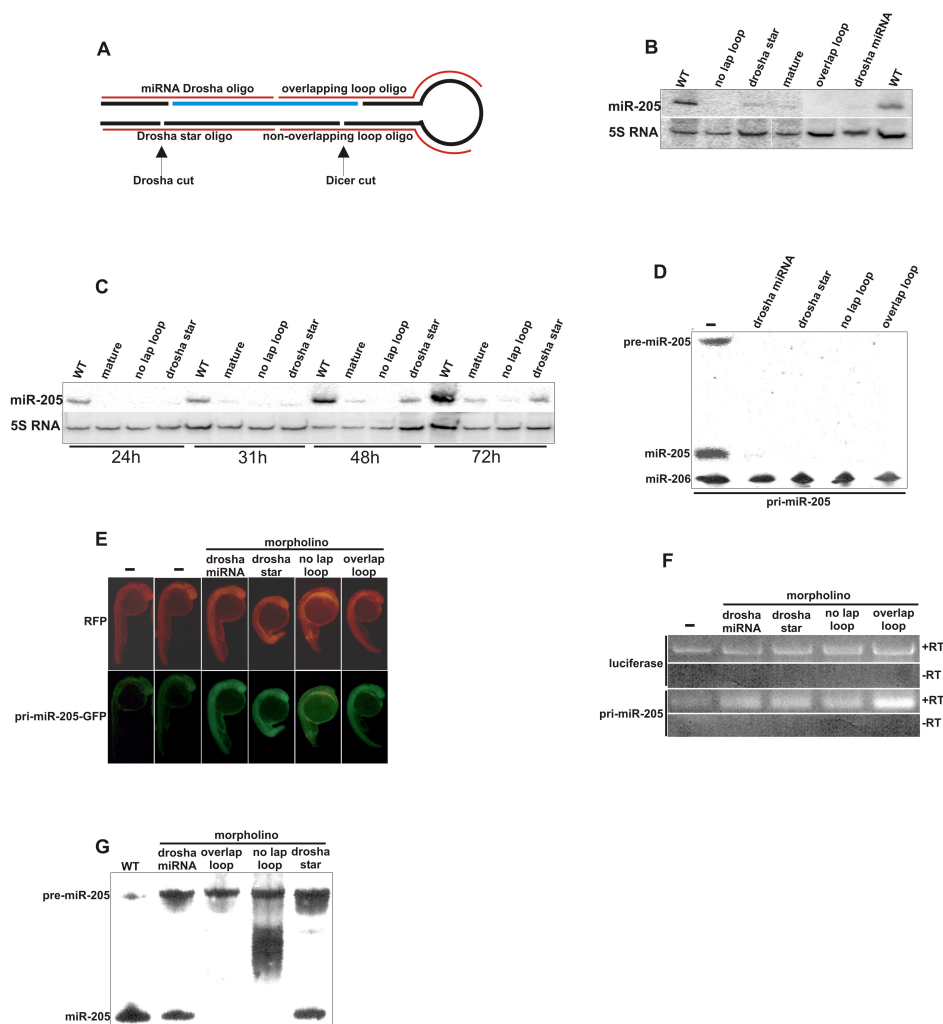 A
miRNA Drosha oligo
overlapping loop oligo
Drosha star oligo
non-overlapping loop oligo
Drosha cut
Dicer cut
B
WT
no lap loop
drosha star
mature
overlap loop
drosha miRNA
WT
miR-205
5S RNA
C
WT
mature
no lap loop
drosha star
WT
mature
no lap loop
drosha star
WT
mature
no lap loop
drosha star
WT
mature
no lap loop
drosha star
miR-205
5S RNA
24h
31h
48h
72h
D
–
drosha miRNA
drosha star
no lap loop
overlap loop
pre-miR-205
miR-205
miR-206
pri-miR-205
E
morpholino
–
–
drosha miRNA
drosha star
no lap loop
overlap loop
RFP
pri-miR-205-GFP
F
morpholino
–
drosha miRNA
drosha star
no lap loop
overlap loop
luciferase
+RT
-RT
pri-miR-205
+RT
-RT
G
morpholino
WT
drosha miRNA
overlap loop
no lap loop
drosha star
pre-miR-205
miR-205